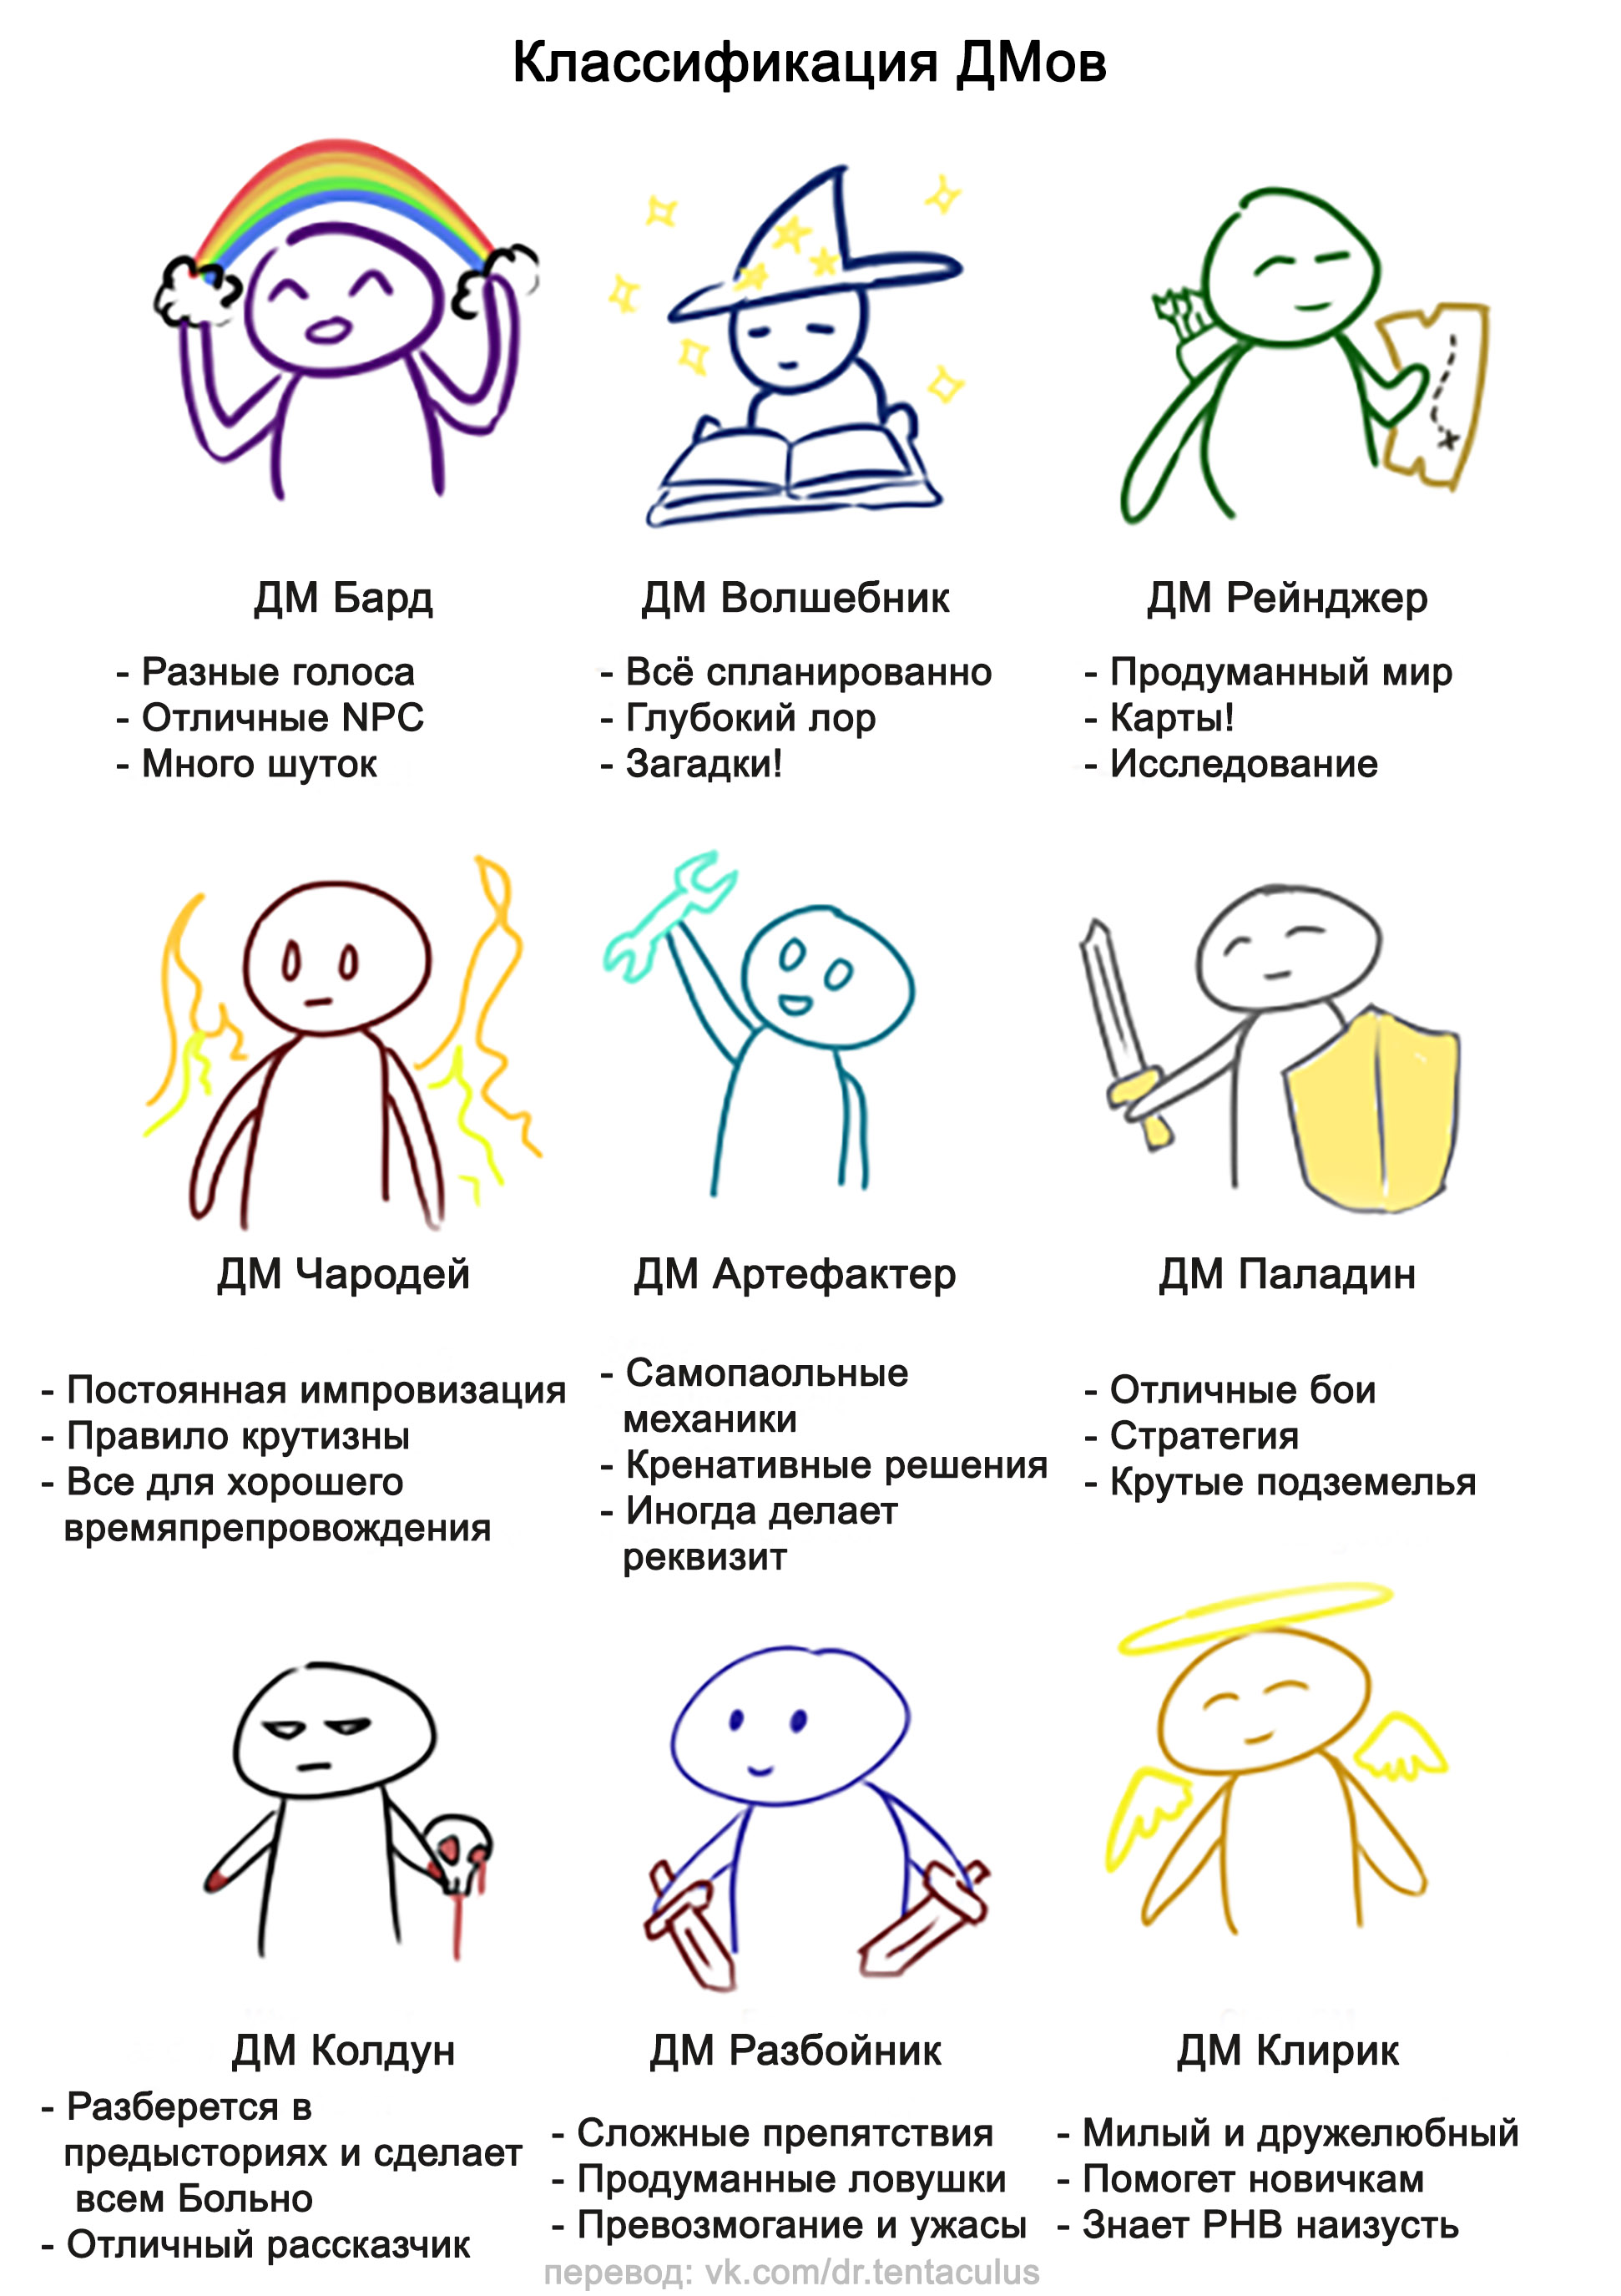 Классификация ДМов
ДМ Бард
- Разные голоса
- Отличные NPC
- Много шуток
ДМ Волшебник
- Всё спланированно
- Глубокий лор
- Загадки!
ДМ Рейнджер
- Продуманный мир
- Карты!
- Исследование
ДМ Чародей
- Постоянная импровизация
- Правило крутизны
- Все для хорошего
времяпрепровождения
ДМ Артефактер
- Самопаольные
механики
- Кренативные решения
- Иногда делает
реквизит
ДМ Паладин
- Отличные бои
- Стратегия
- Крутые подземелья
ДМ Колдун
- Разберется в
предысториях и сделает
всем Больно
- Отличный рассказчик
ДМ Разбойник
- Сложные препятствия
- Продуманные ловушки
- Превозмогание и ужасы
ДМ Клирик
- Милый и дружелюбный
- Помогет новичкам
- Знает PHB наизусть
перевод: vk.com/dr.tentaculus